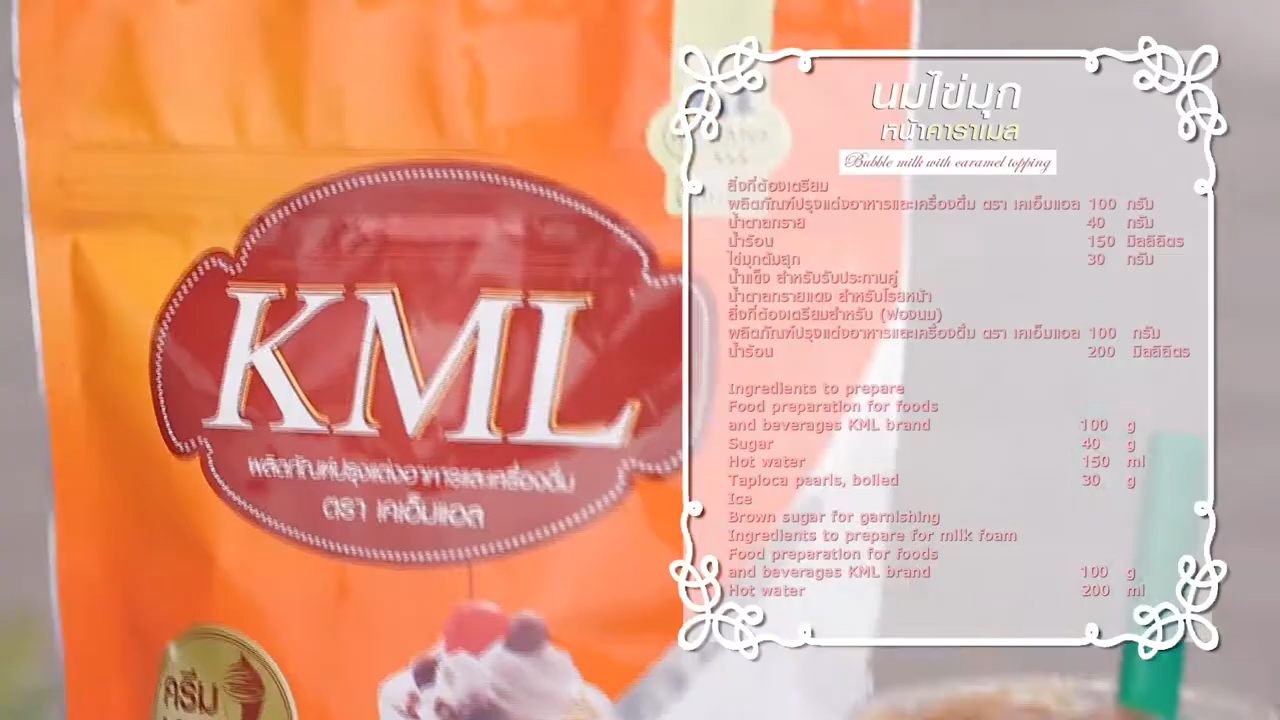 KML
ผลิตภัณฑ์ปรุงแต่งอาหารและเครื่องดื่ม
ตรา เคเอ็มแอล
ครีม
นมไข่มุก
หน้าคาราเมล
Bubble milk with caramel topping
สิ่งที่ต้องเตรียม
ผลิตภัณฑ์ปรุงแต่งอาหารและเครื่องดื่ม ตรา เคเอ็มแอล 100 กรัม
น้ำตาลทราย 40 กรัม
น้ำร้อน 150 มิลลิลิตร
ไข่มุกต้มสุก 30 กรัม
น้ำแข็ง สำหรับรับประทานคู่
น้ำตาลทรายแดง สำหรับโรยหน้า
สิ่งที่ต้องเตรียมสำหรับ (ฟองนม)
ผลิตภัณฑ์ปรุงแต่งอาหารและเครื่องดื่ม ตรา เคเอ็มแอล 100 กรัม
น้ำร้อน 200 มิลลิลิตร
Ingredients to prepare
Food preparation for foods
and beverages KML brand 100 g
Sugar 40 g
Hot water 150 ml
Tapioca pearls, boiled 30 g
Ice
Brown sugar for garnishing
Ingredients to prepare for milk foam
Food preparation for foods
and beverages KML brand 100 g
Hot water 200 ml